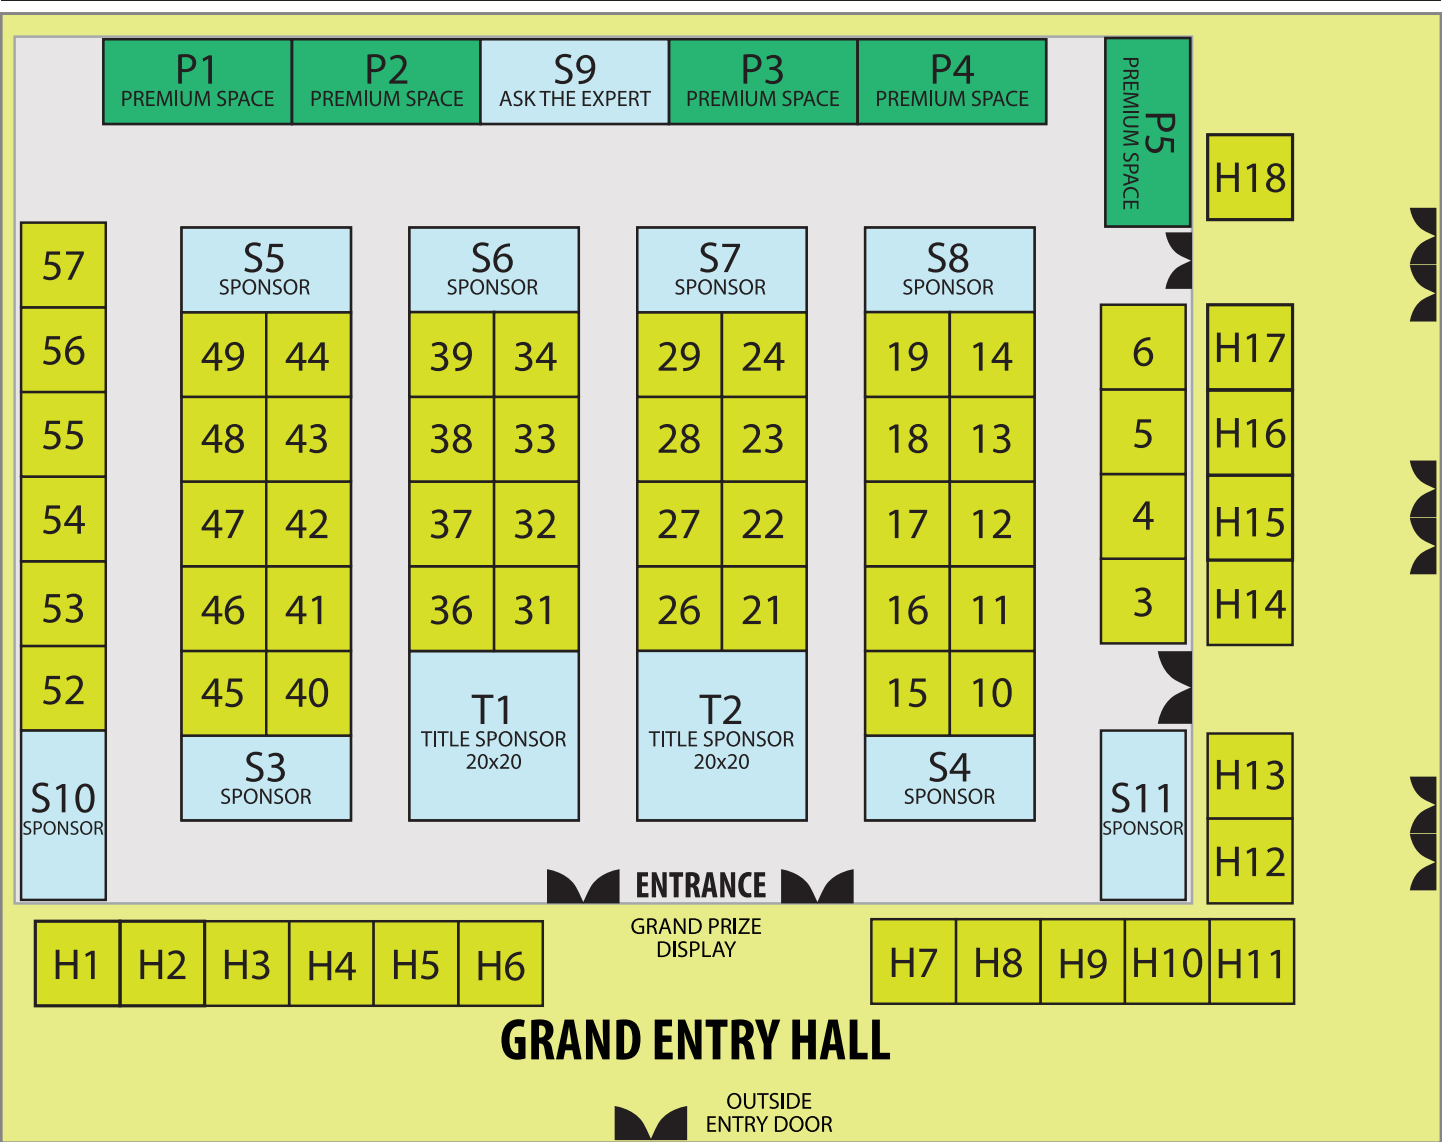 P1
PREMIUM SPACE
P2
PREMIUM SPACE
S9
ASK THE EXPERT
P3
PREMIUM SPACE
P4
PREMIUM SPACE
P5
PREMIUM SPACE
H18
57
56
55
54
53
52
S10
SPONSOR
S5
SPONSOR
49 44
48 43
47 42
46 41
45 40
S3
SPONSOR
S6
SPONSOR
39 34
38 33
37 32
36 31
T1
TITLE SPONSOR
20x20
S7
SPONSOR
29 24
28 23
27 22
26 21
T2
TITLE SPONSOR
20x20
S8
SPONSOR
19 14
18 13
17 12
16 11
15 10
S4
SPONSOR
6
5
4
3
S11
SPONSOR
H17
H16
H15
H14
H13
H12
ENTRANCE
GRAND PRIZE
DISPLAY
H1 H2 H3 H4 H5 H6
H7 H8 H9 H10 H11
GRAND ENTRY HALL
OUTSIDE
ENTRY DOOR